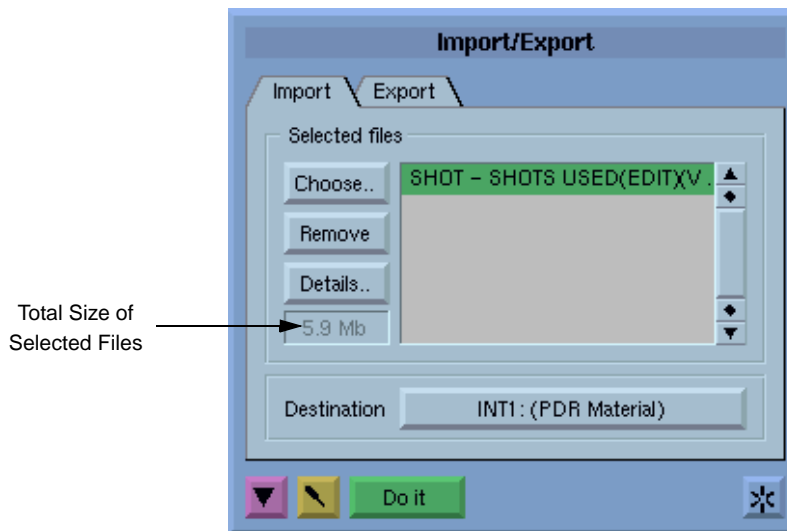 Import/Export
Import Export
Selected files
Choose..
SHOT - SHOTS USED(EDIT)(V .
Remove
Details..
Total Size of
Selected Files
5.9 Mb
Destination INT1: (PDR Material)
Do it